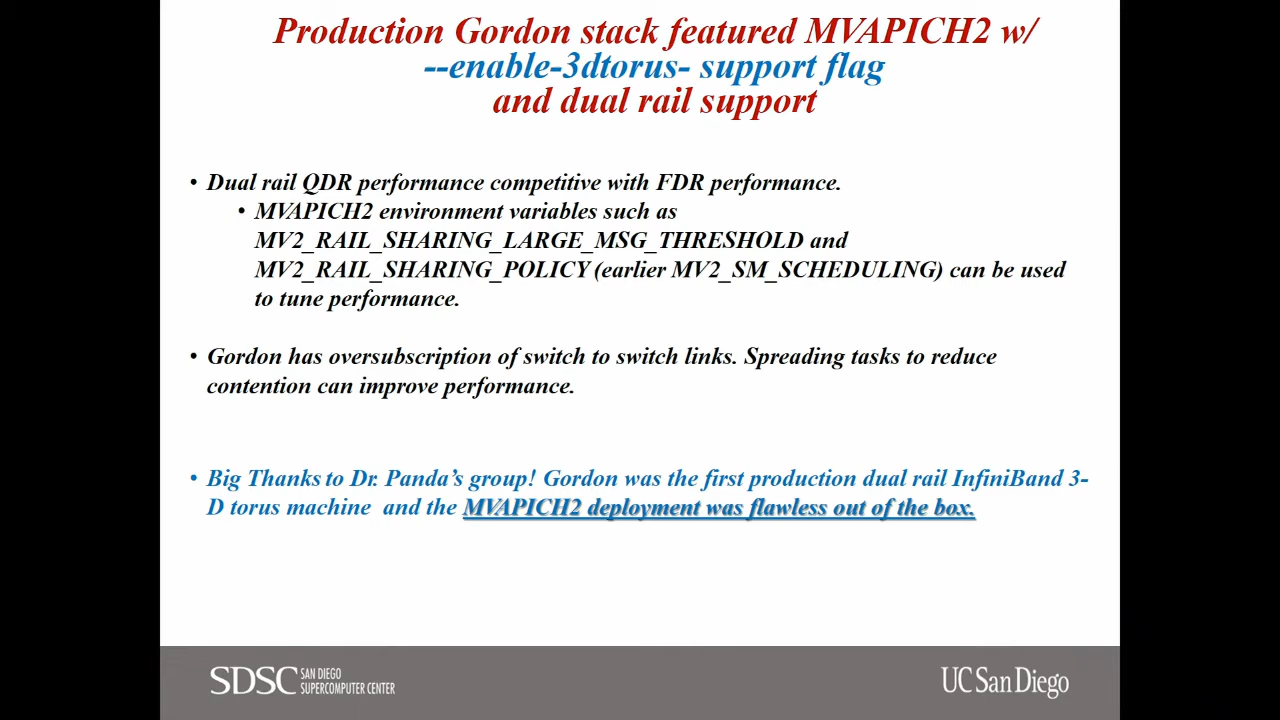 Production Gordon stack featured MVAPICH2 w/
--enable-3dtorus- support flag
and dual rail support
• Dual rail QDR performance competitive with FDR performance.
• MVAPICH2 environment variables such as
MV2_RAIL_SHARING_LARGE_MSG_THRESHOLD and
MV2_RAIL_SHARING_POLICY (earlier MV2_SM_SCHEDULING) can be used
to tune performance.
• Gordon has oversubscription of switch to switch links. Spreading tasks to reduce
contention can improve performance.
• Big Thanks to Dr. Panda's group! Gordon was the first production dual rail InfiniBand 3-
D torus machine and the MVAPICH2 deployment was flawless out of the box.
SDSC SAN DIEGO
SUPERCOMPUTER CENTER
UC San Diego